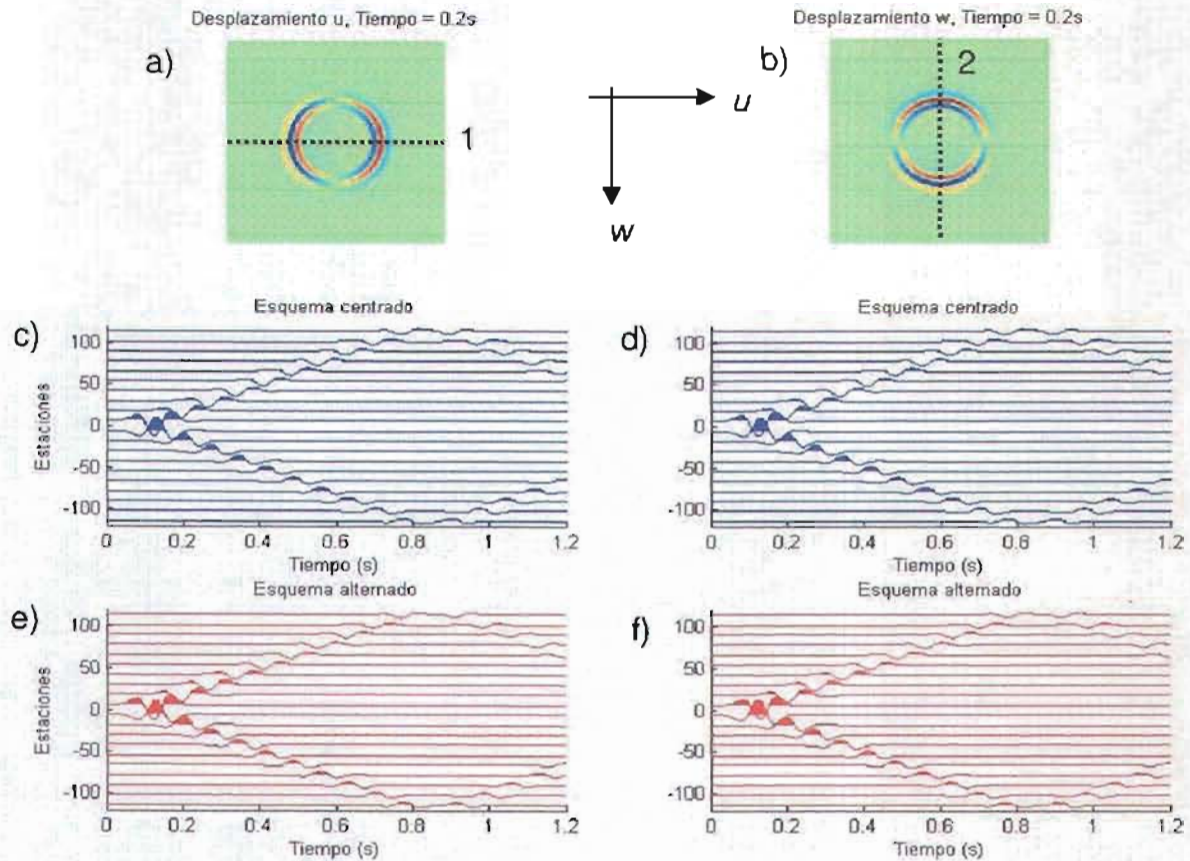 Desplazamiento u, Tiempo = 0.2s
a)
1
u
w
Desplazamiento w, Tiempo = 0.2s
b)
2
Esquema centrado
c)
Estaciones
100
50
0
-50
-100
0 0.2 0.4 0.6 0.8 1 1.2
Tiempo (s)
Esquema centrado
d)
100
50
0
-50
-100
0 0.2 0.4 0.6 0.8 1 1.2
Tiempo (s)
Esquema alternado
e)
Estaciones
100
50
0
-50
-100
0 0.2 0.4 0.6 0.8 1 1.2
Tiempo (s)
Esquema alternado
f)
100
50
0
-50
-100
0 0.2 0.4 0.6 0.8 1 1.2
Tiempo (s)